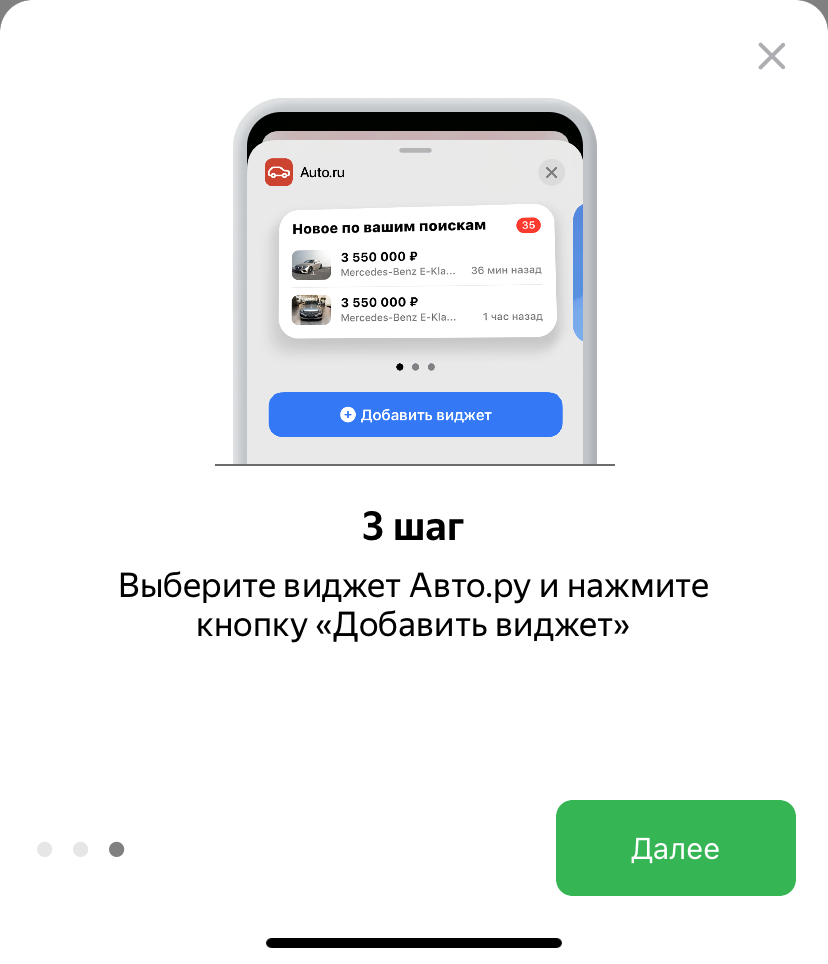 Auto.ru
Новое по вашим поискам 35
3 550 000 ₽
Mercedes-Benz E-Kla... 36 мин назад
3 550 000 ₽
Mercedes-Benz E-Kla... 1 час назад
Добавить виджет
3 шаг
Выберите виджет Авто.ру и нажмите
кнопку «Добавить виджет»
Далее